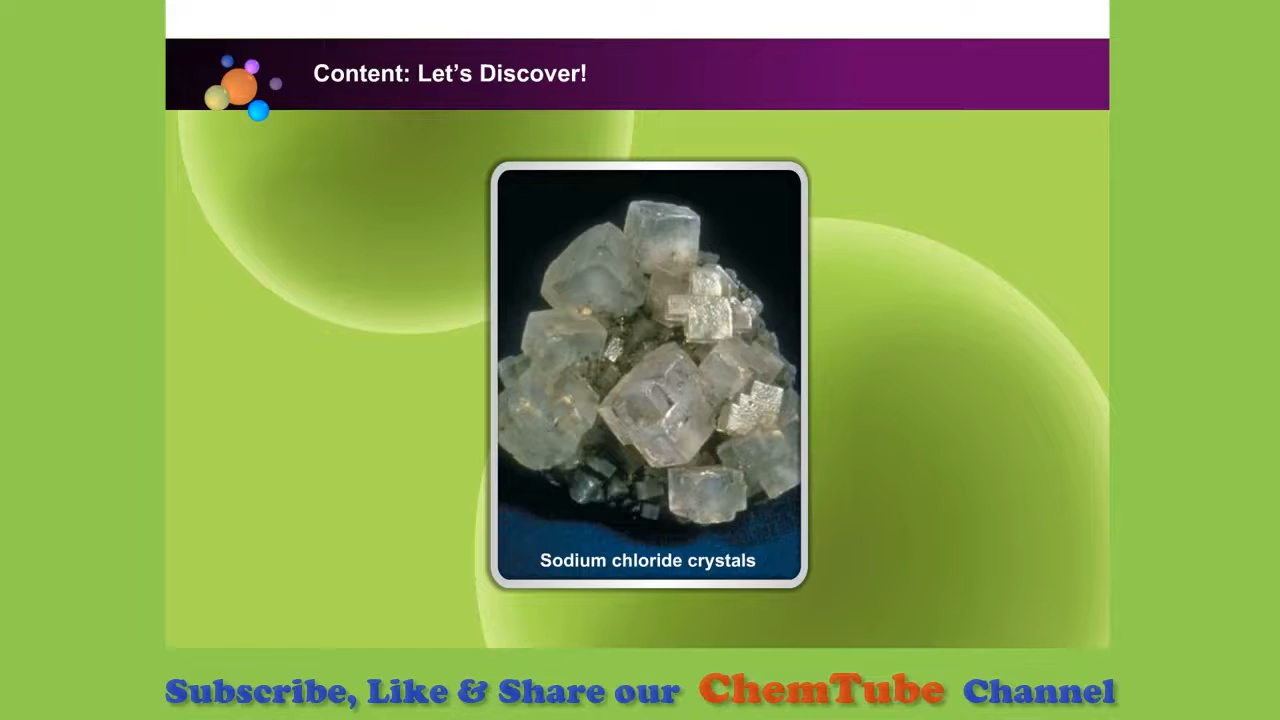 Content: Let’s Discover!
Sodium chloride crystals
Subscribe, Like & Share our ChemTube Channel